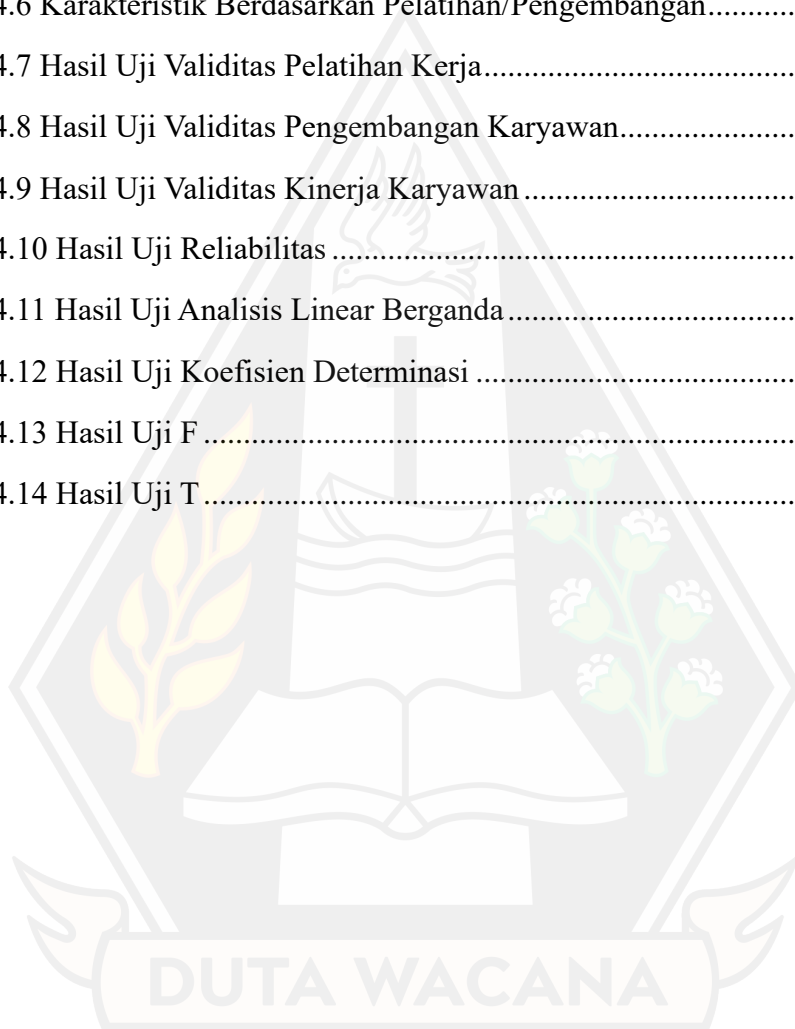 4.6 Karakteristik Berdasarkan Pelatihan/Pengembangan...........
4.7 Hasil Uji Validitas Pelatihan Kerja......................................
4.8 Hasil Uji Validitas Pengembangan Karyawan.....................
4.9 Hasil Uji Validitas Kinerja Karyawan.................................
4.10 Hasil Uji Reliabilitas.........................................................
4.11 Hasil Uji Analisis Linear Berganda...................................
4.12 Hasil Uji Koefisien Determinasi.......................................
4.13 Hasil Uji F.........................................................................
4.14 Hasil Uji T.........................................................................
DUTA WACANA